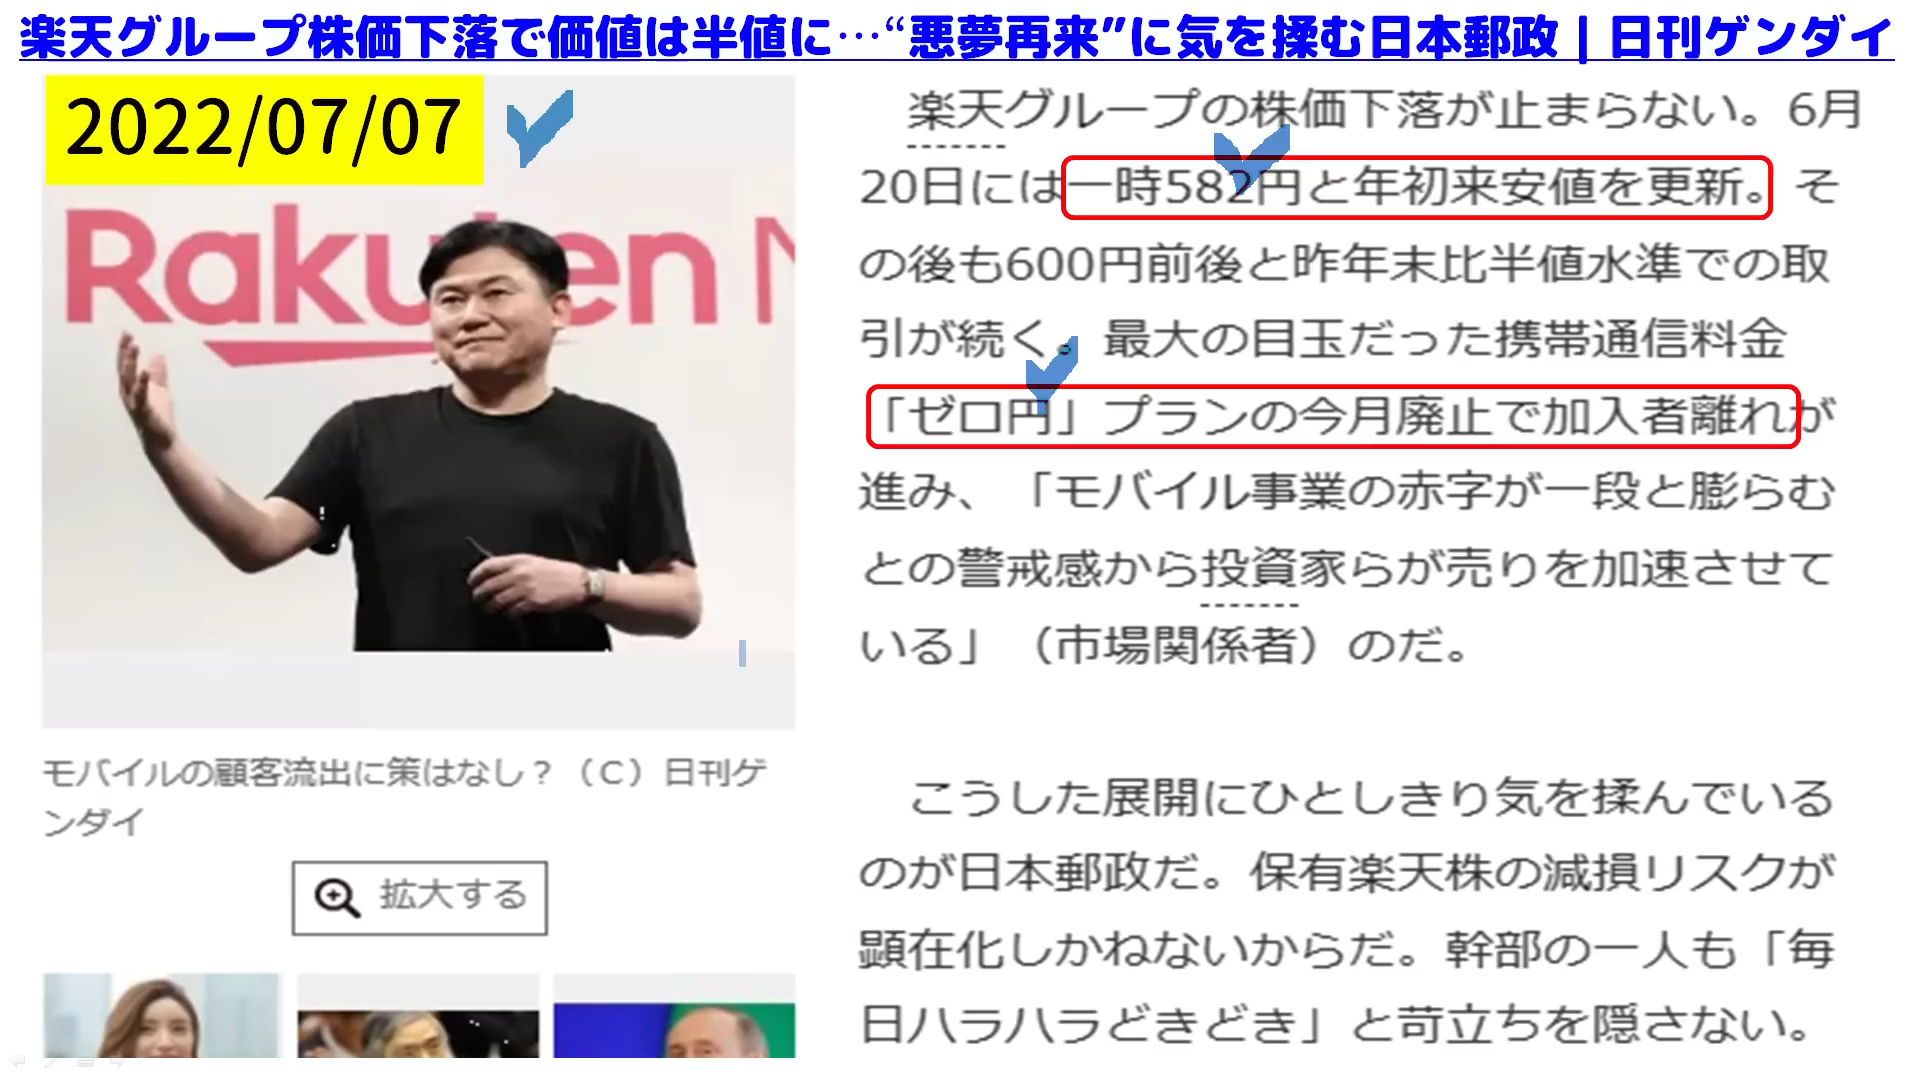 楽天グループ株価下落で価値は半値に…“悪夢再来”に気を揉む日本郵政 | 日刊ゲンダイ
2022/07/07
Rakuten
モバイルの顧客流出に策はなし？（Ｃ）日刊ゲ
ンダイ
拡大する
楽天グループの株価下落が止まらない。6月
20日には一時582円と年初来安値を更新。そ
の後も600円前後と昨年末比半値水準での取
引が続く。最大の目玉だった携帯通信料金
「ゼロ円」プランの今月廃止で加入者離れが
進み、「モバイル事業の赤字が一段と膨らむ
との警戒感から投資家らが売りを加速させて
いる」（市場関係者）のだ。
こうした展開にひとしきり気を揉んでいる
のが日本郵政だ。保有楽天株の減損リスクが
顕在化しかねないからだ。幹部の一人も「毎
日ハラハラどきどき」と苛立ちを隠さない。